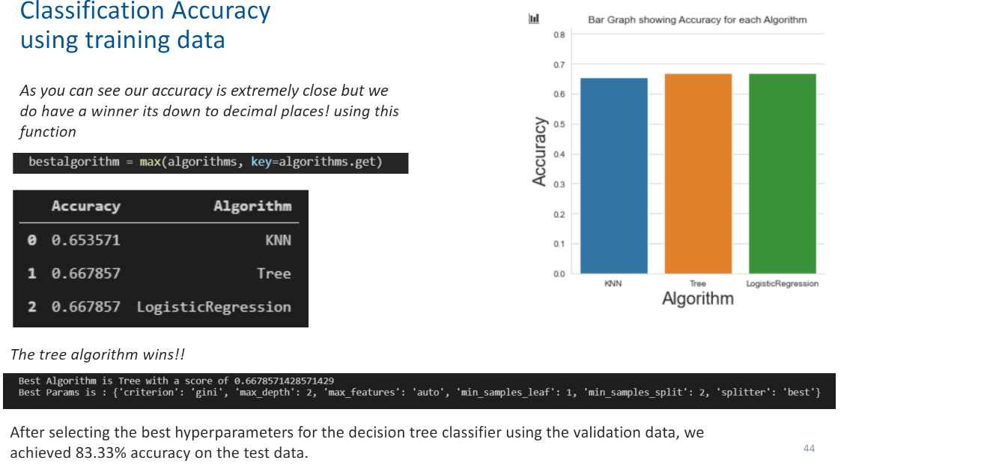 Classification Accuracy
using training data
As you can see our accuracy is extremely close but we
do have a winner its down to decimal places! using this
function
bestalgorithm = max(algorithms, key=algorithms.get)
Accuracy Algorithm
0 0.653571 KNN
1 0.667857 Tree
2 0.667857 LogisticRegression
The tree algorithm wins!!
Best Algorithm is Tree with a score of 0.6678571428571429
Best Params is : {'criterion': 'gini', 'max_depth': 2, 'max_features': 'auto', 'min_samples_leaf': 1, 'min_samples_split': 2, 'splitter': 'best'}
After selecting the best hyperparameters for the decision tree classifier using the validation data, we
achieved 83.33% accuracy on the test data.
Bar Graph showing Accuracy for each Algorithm
Accuracy
0.8
0.7
0.6
0.5
0.4
0.3
0.2
0.1
0.0
KNN Tree LogisticRegression
Algorithm
44